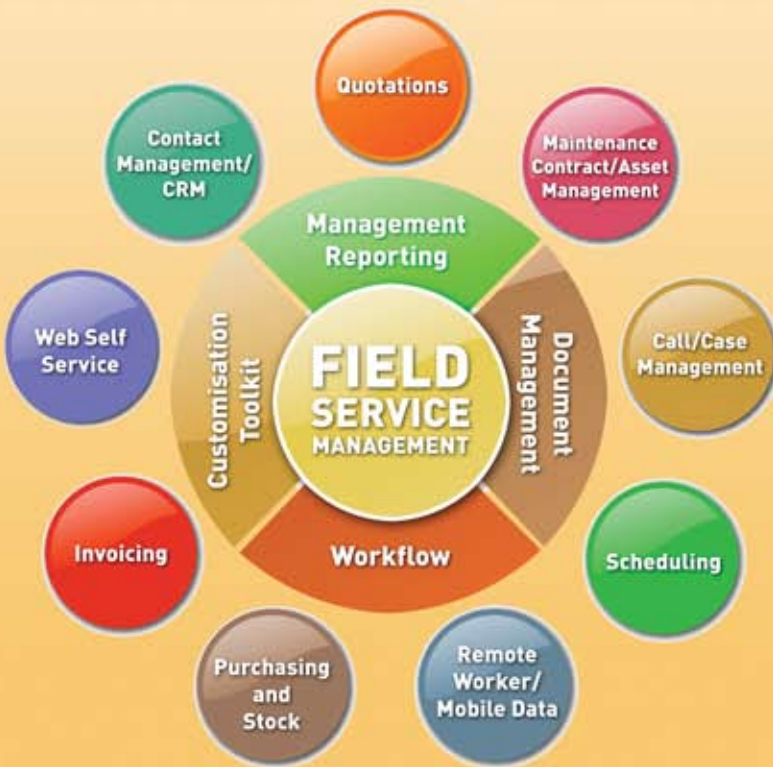 Quotations
Contact
Management/
CRM
Maintenance
Contract/Asset
Management
Management
Reporting
Web Self
Service
Customisation
Toolkit
FIELD
SERVICE
MANAGEMENT
Document
Management
Call/Case
Management
Invoicing
Workflow
Scheduling
Purchasing
and
Stock
Remote
Worker/
Mobile Data